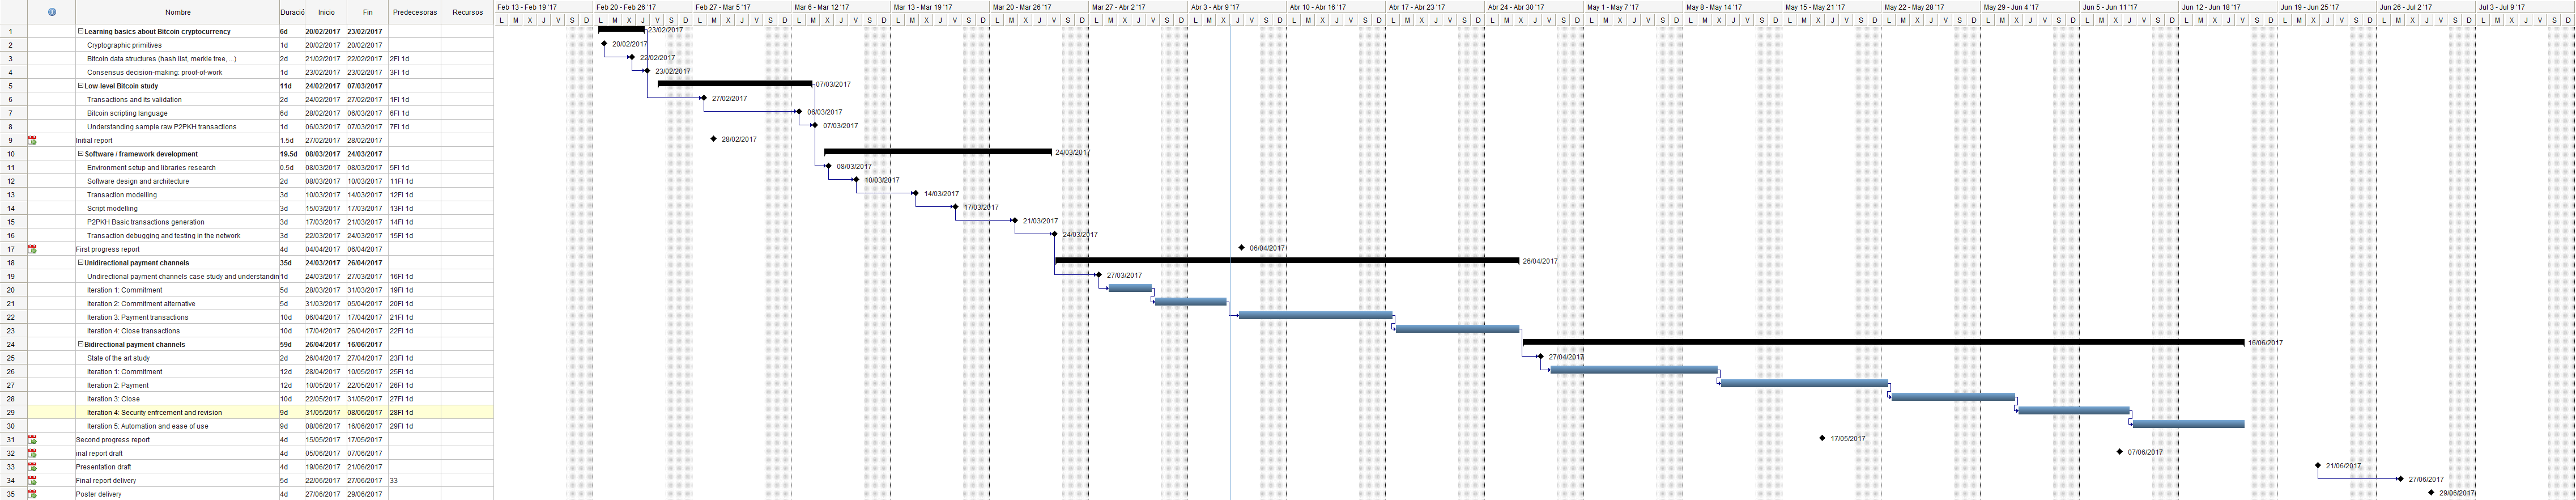 Nombre Duració Inicio Fin Predecesoras Recursos
Feb 13 - Feb 19 '17 Feb 20 - Feb 26 '17 Feb 27 - Mar 5 '17 Mar 6 - Mar 12 '17 Mar 13 - Mar 19 '17 Mar 20 - Mar 26 '17 Mar 27 - Abr 2 '17 Abr 3 - Abr 9 '17 Abr 10 - Abr 16 '17 Abr 17 - Abr 23 '17 Abr 24 - Abr 30 '17 May 1 - May 7 '17 May 8 - May 14 '17 May 15 - May 21 '17 May 22 - May 28 '17 May 29 - Jun 4 '17 Jun 5 - Jun 11 '17 Jun 12 - Jun 18 '17 Jun 19 - Jun 25 '17 Jun 26 - Jul 2 '17 Jul 3 - Jul 9 '17
L M X J V S D L M X J V S D L M X J V S D L M X J V S D L M X J V S D L M X J V S D L M X J V S D L M X J V S D L M X J V S D L M X J V S D L M X J V S D L M X J V S D L M X J V S D L M X J V S D L M X J V S D L M X J V S D L M X J V S D L M X J V S D L M X J V S D L M X J V S D L M X J V S D
1 Learning basics about Bitcoin cryptocurrency 6d 20/02/2017 23/02/2017 23/02/2017
2 Cryptographic primitives 1d 20/02/2017 20/02/2017 20/02/2017
3 Bitcoin data structures (hash list, merkle tree, ...) 2d 21/02/2017 22/02/2017 2FI 1d 22/02/2017
4 Consensus decision-making: proof-of-work 1d 23/02/2017 23/02/2017 3FI 1d 23/02/2017
5 Low-level Bitcoin study 11d 24/02/2017 07/03/2017 07/03/2017
6 Transactions and its validation 2d 24/02/2017 27/02/2017 1FI 1d 27/02/2017
7 Bitcoin scripting language 6d 28/02/2017 06/03/2017 6FI 1d 06/03/2017
8 Understanding sample raw P2PKH transactions 1d 06/03/2017 07/03/2017 7FI 1d 07/03/2017
9 Initial report 1.5d 27/02/2017 28/02/2017 28/02/2017
10 Software / framework development 19.5d 08/03/2017 24/03/2017 24/03/2017
11 Environment setup and libraries research 0.5d 08/03/2017 08/03/2017 5FI 1d 08/03/2017
12 Software design and architecture 2d 08/03/2017 10/03/2017 11FI 1d 10/03/2017
13 Transaction modelling 3d 10/03/2017 14/03/2017 12FI 1d 14/03/2017
14 Script modelling 3d 15/03/2017 17/03/2017 13FI 1d 17/03/2017
15 P2PKH Basic transactions generation 3d 17/03/2017 21/03/2017 14FI 1d 21/03/2017
16 Transaction debugging and testing in the network 3d 22/03/2017 24/03/2017 15FI 1d 24/03/2017
17 First progress report 4d 04/04/2017 06/04/2017 06/04/2017
18 Unidirectional payment channels 35d 24/03/2017 26/04/2017 26/04/2017
19 Undirectional payment channels case study and understandin 1d 24/03/2017 27/03/2017 16FI 1d 27/03/2017
20 Iteration 1: Commitment 5d 28/03/2017 31/03/2017 19FI 1d
21 Iteration 2: Commitment alternative 5d 31/03/2017 05/04/2017 20FI 1d
22 Iteration 3: Payment transactions 10d 06/04/2017 17/04/2017 21FI 1d
23 Iteration 4: Close transactions 10d 17/04/2017 26/04/2017 22FI 1d
24 Bidirectional payment channels 59d 26/04/2017 16/06/2017 16/06/2017
25 State of the art study 2d 26/04/2017 27/04/2017 23FI 1d 27/04/2017
26 Iteration 1: Commitment 12d 28/04/2017 10/05/2017 25FI 1d
27 Iteration 2: Payment 12d 10/05/2017 22/05/2017 26FI 1d
28 Iteration 3: Close 10d 22/05/2017 31/05/2017 27FI 1d
29 Iteration 4: Security enfrcement and revision 9d 31/05/2017 08/06/2017 28FI 1d
30 Iteration 5: Automation and ease of use 9d 08/06/2017 16/06/2017 29FI 1d
31 Second progress report 4d 15/05/2017 17/05/2017 17/05/2017
32 inal report draft 4d 05/06/2017 07/06/2017 07/06/2017
33 Presentation draft 4d 19/06/2017 21/06/2017 21/06/2017
34 Final report delivery 5d 22/06/2017 27/06/2017 33 27/06/2017
35 Poster delivery 4d 27/06/2017 29/06/2017 29/06/2017